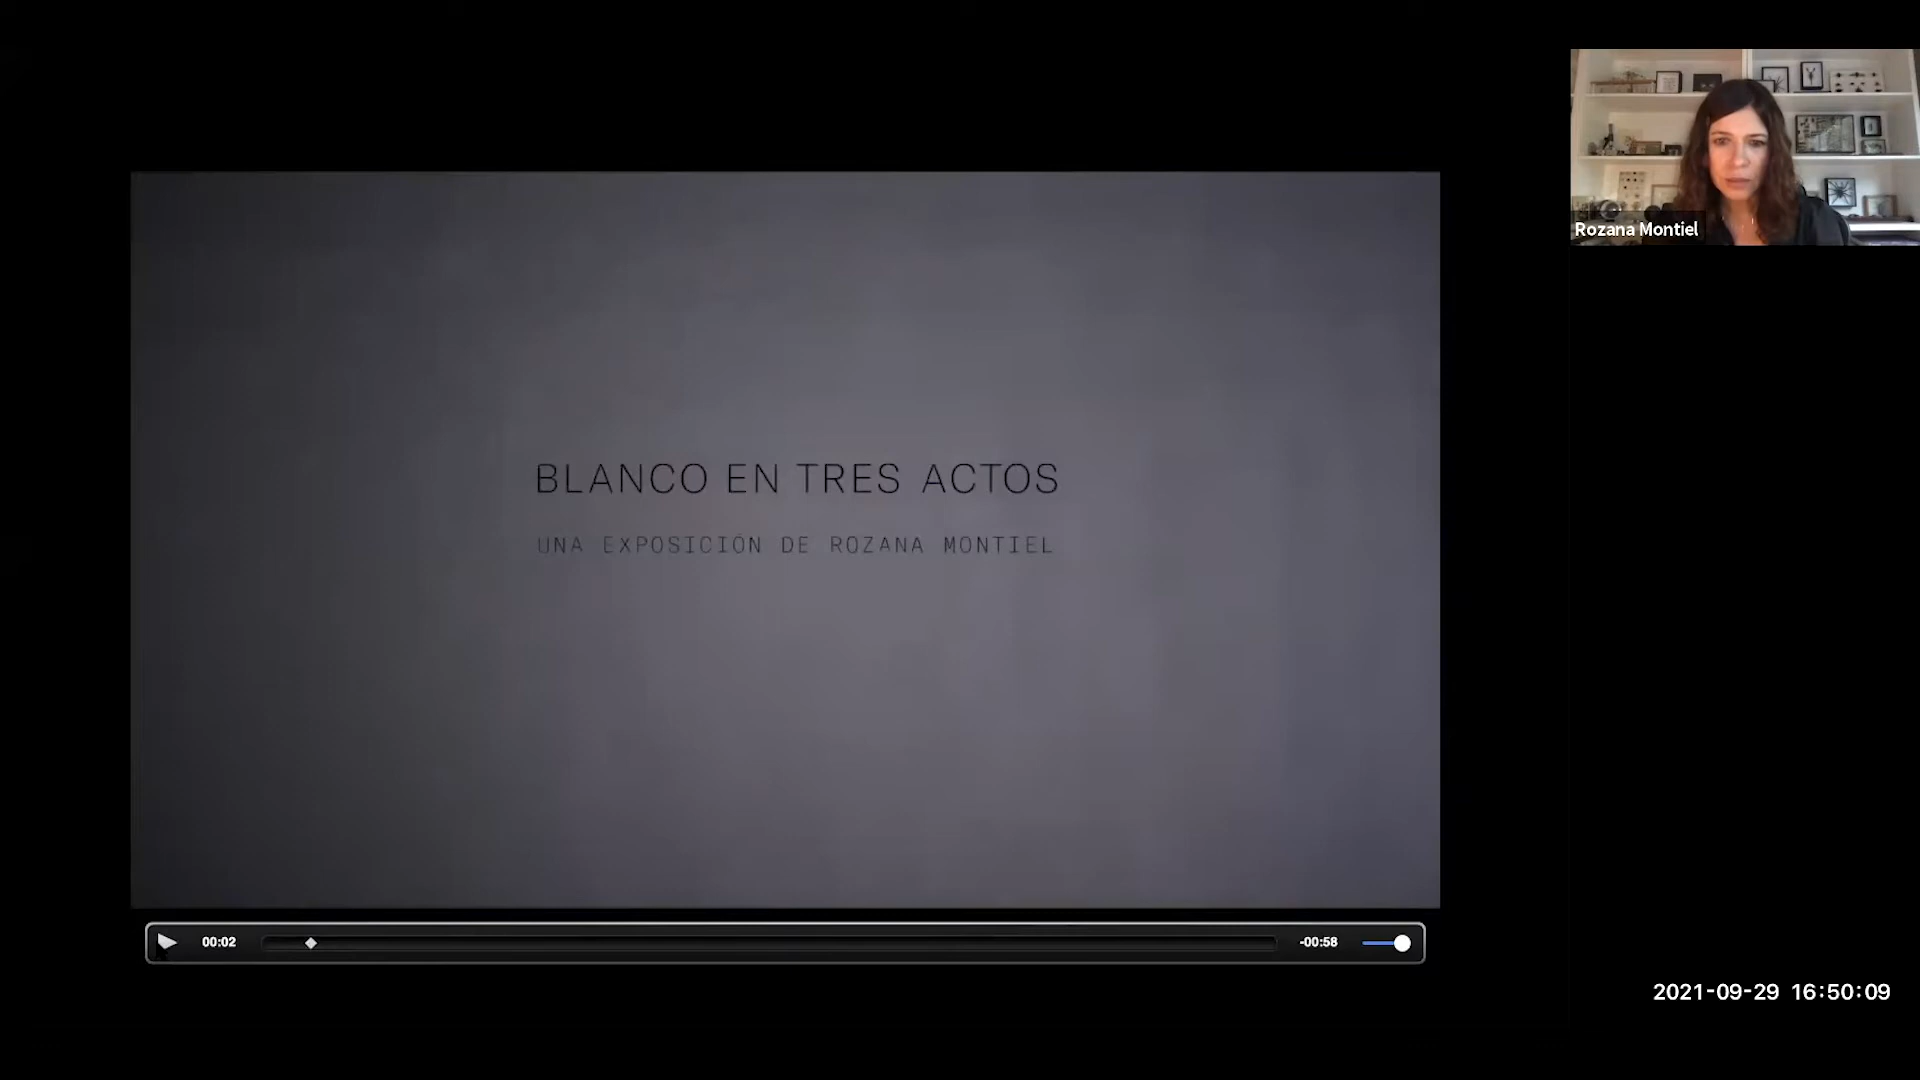 Rozana Montiel
BLANCO EN TRES ACTOS
UNA EXPOSICIÓN DE ROZANA MONTIEL
00:02
-00:58
2021-09-29 16:50:09